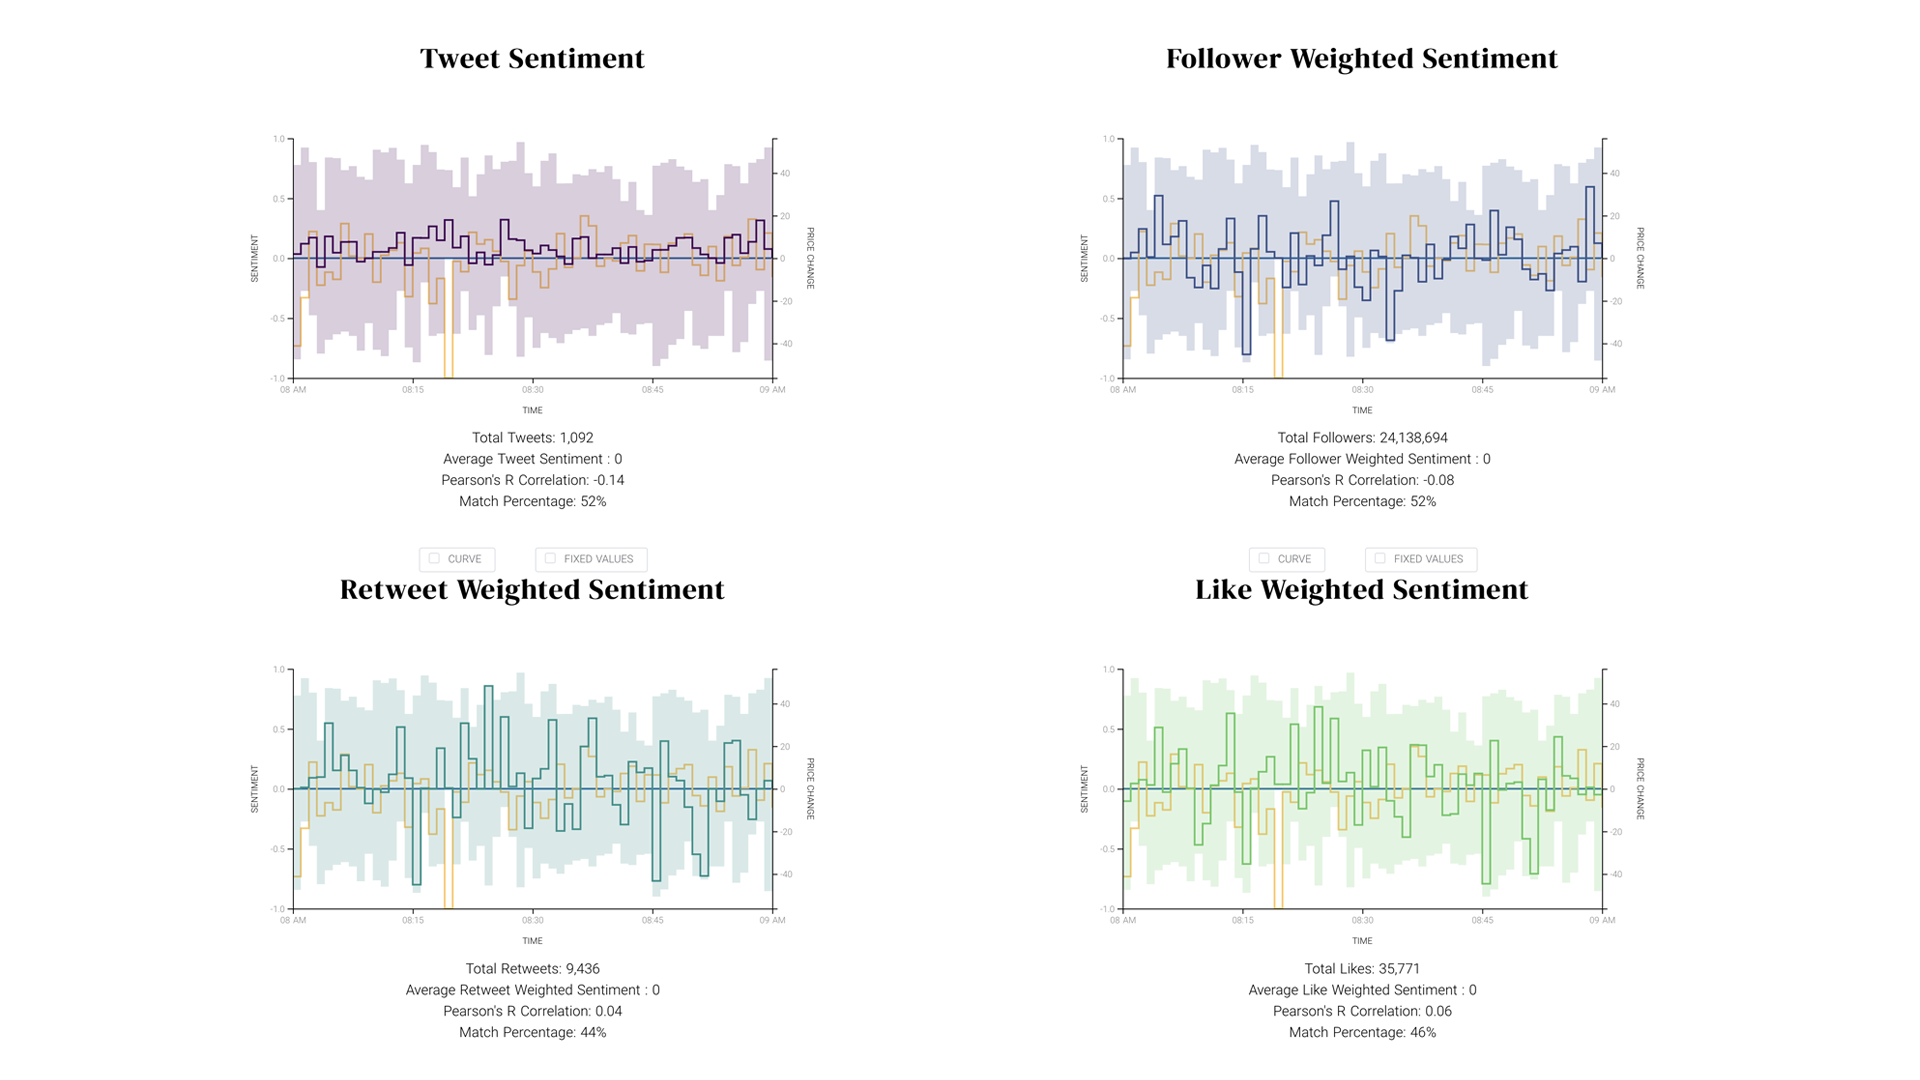 Tweet Sentiment
1.0
0.5
0.0
-0.5
-1.0
SENTIMENT
40
20
0
-20
-40
PRICE CHANGE
08 AM 08:15 08:30 08:45 09 AM
TIME
Total Tweets: 1,092
Average Tweet Sentiment : 0
Pearson's R Correlation: -0.14
Match Percentage: 52%
CURVE FIXED VALUES
Follower Weighted Sentiment
1.0
0.5
0.0
-0.5
-1.0
SENTIMENT
40
20
0
-20
-40
PRICE CHANGE
08 AM 08:15 08:30 08:45 09 AM
TIME
Total Followers: 24,138,694
Average Follower Weighted Sentiment : 0
Pearson's R Correlation: -0.08
Match Percentage: 52%
CURVE FIXED VALUES
Retweet Weighted Sentiment
1.0
0.5
0.0
-0.5
-1.0
SENTIMENT
40
20
0
-20
-40
PRICE CHANGE
08 AM 08:15 08:30 08:45 09 AM
TIME
Total Retweets: 9,436
Average Retweet Weighted Sentiment : 0
Pearson's R Correlation: 0.04
Match Percentage: 44%
Like Weighted Sentiment
1.0
0.5
0.0
-0.5
-1.0
SENTIMENT
40
20
0
-20
-40
PRICE CHANGE
08 AM 08:15 08:30 08:45 09 AM
TIME
Total Likes: 35,771
Average Like Weighted Sentiment : 0
Pearson's R Correlation: 0.06
Match Percentage: 46%